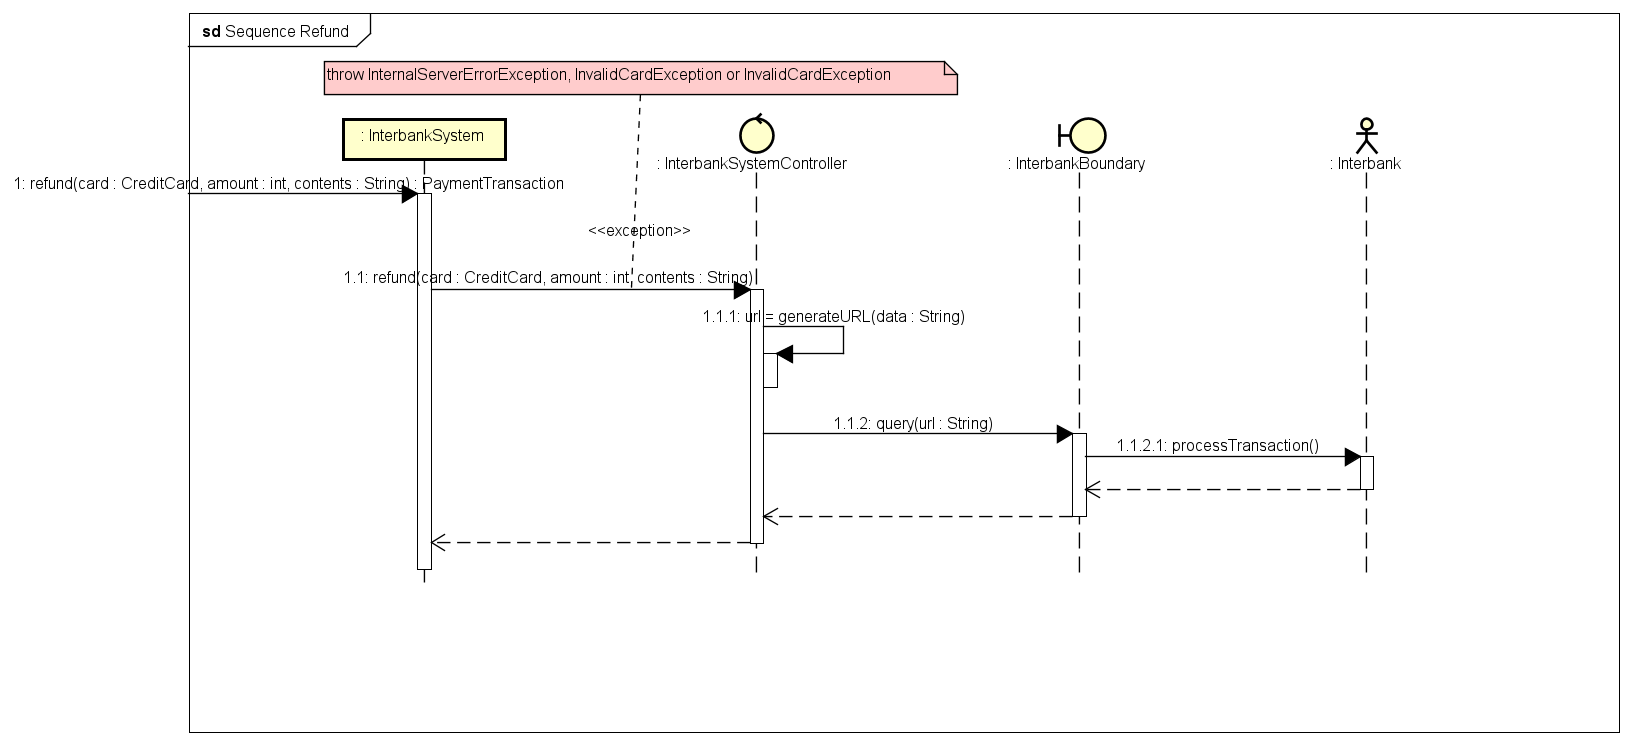 sd Sequence Refund
throw InternalServerErrorException, InvalidCardException or InvalidCardException
: InterbankSystem
: InterbankSystemController
: InterbankBoundary
: Interbank
1: refund(card : CreditCard, amount : int, contents : String) : PaymentTransaction
<<exception>>
1.1: refund(card : CreditCard, amount : int, contents : String)
1.1.1: url = generateURL(data : String)
1.1.2: query(url : String)
1.1.2.1: processTransaction()